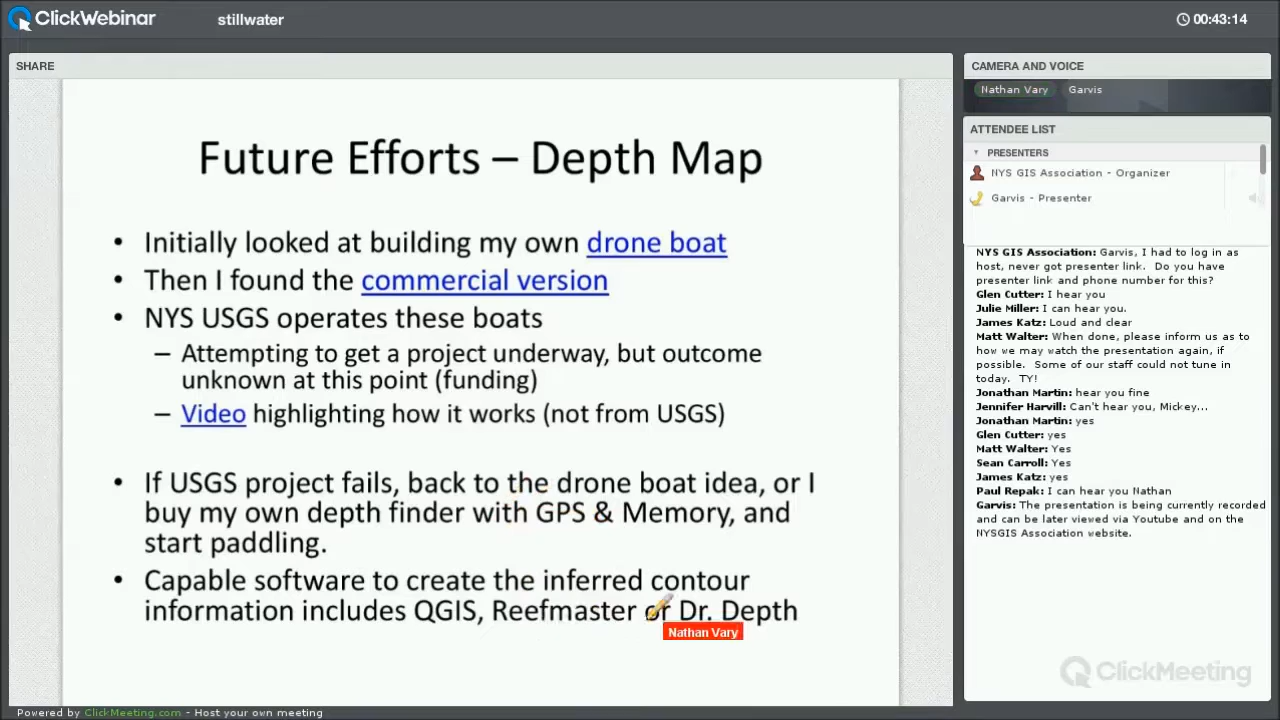 ClickWebinar
stillwater
00:43:14
SHARE
Future Efforts – Depth Map
• Initially looked at building my own drone boat
• Then I found the commercial version
• NYS USGS operates these boats
– Attempting to get a project underway, but outcome
unknown at this point (funding)
– Video highlighting how it works (not from USGS)
• If USGS project fails, back to the drone boat idea, or I
buy my own depth finder with GPS & Memory, and
start paddling.
• Capable software to create the inferred contour
information includes QGIS, Reefmaster or Dr. Depth
Nathan Vary
CAMERA AND VOICE
Nathan Vary Garvis
ATTENDEE LIST
PRESENTERS
NYS GIS Association - Organizer
Garvis - Presenter
NYS GIS Association: Garvis, I had to log in as
host, never got presenter link. Do you have
presenter link and phone number for this?
Glen Cutter: I hear you
Julie Miller: I can hear you.
James Katz: Loud and clear
Matt Walter: When done, please inform us as to
how we may watch the presentation again, if
possible. Some of our staff could not tune in
today. TY!
Jonathan Martin: hear you fine
Jennifer Harvill: Can't hear you, Mickey...
Jonathan Martin: yes
Glen Cutter: yes
Matt Walter: Yes
Sean Carroll: Yes
James Katz: yes
Paul Repak: I can hear you Nathan
Garvis: The presentation is being currently recorded
and can be later viewed via Youtube and on the
NYSGIS Association website.
ClickMeeting
Powered by ClickMeeting.com - Host your own meeting